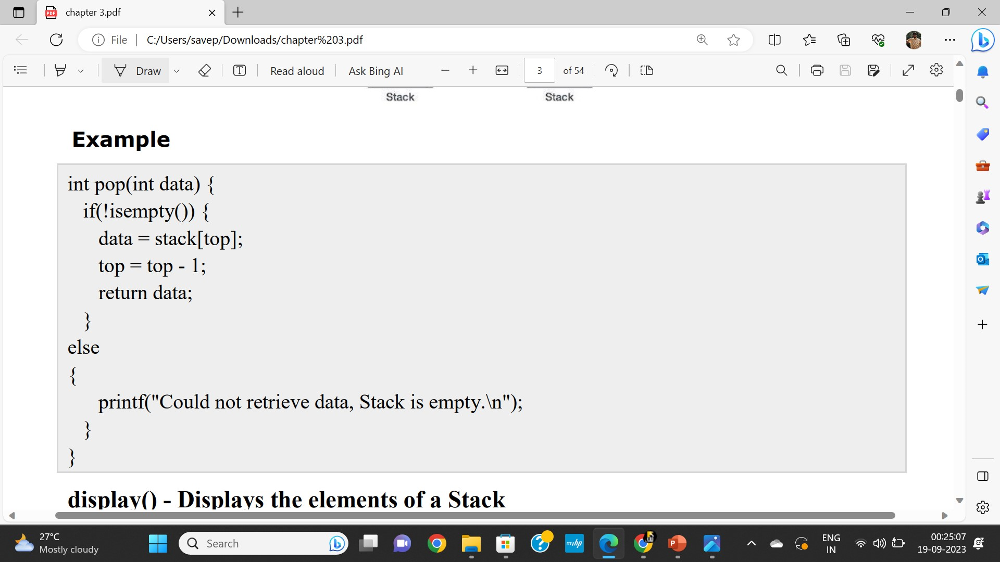 chapter 3.pdf
File C:/Users/savep/Downloads/chapter%203.pdf
Draw Read aloud Ask Bing AI 3 of 54
Stack Stack
Example
int pop(int data) {
if(!isempty()) {
data = stack[top];
top = top - 1;
return data;
}
else
{
printf("Could not retrieve data, Stack is empty.\n");
}
}
display() - Displays the elements of a Stack
27°C
Mostly cloudy
Search
myhp
ENG
IN
00:25:07
19-09-2023